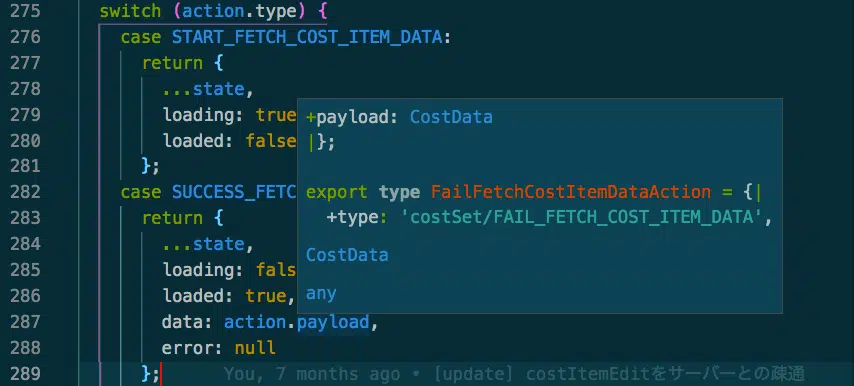 275 switch (action.type) {
276 case START_FETCH_COST_ITEM_DATA:
277 return {
278 ...state,
279 loading: true
280 loaded: false
281 };
282 case SUCCESS_FETC
283 return {
284 ...state,
285 loading: fals
286 loaded: true,
287 data: action.payload,
288 error: null
289 }; You, 7 months ago • [update] costItemEditをサーバーとの疎通
+payload: CostData
|};
export type FailFetchCostItemDataAction = {|
+type: 'costSet/FAIL_FETCH_COST_ITEM_DATA',
CostData
any